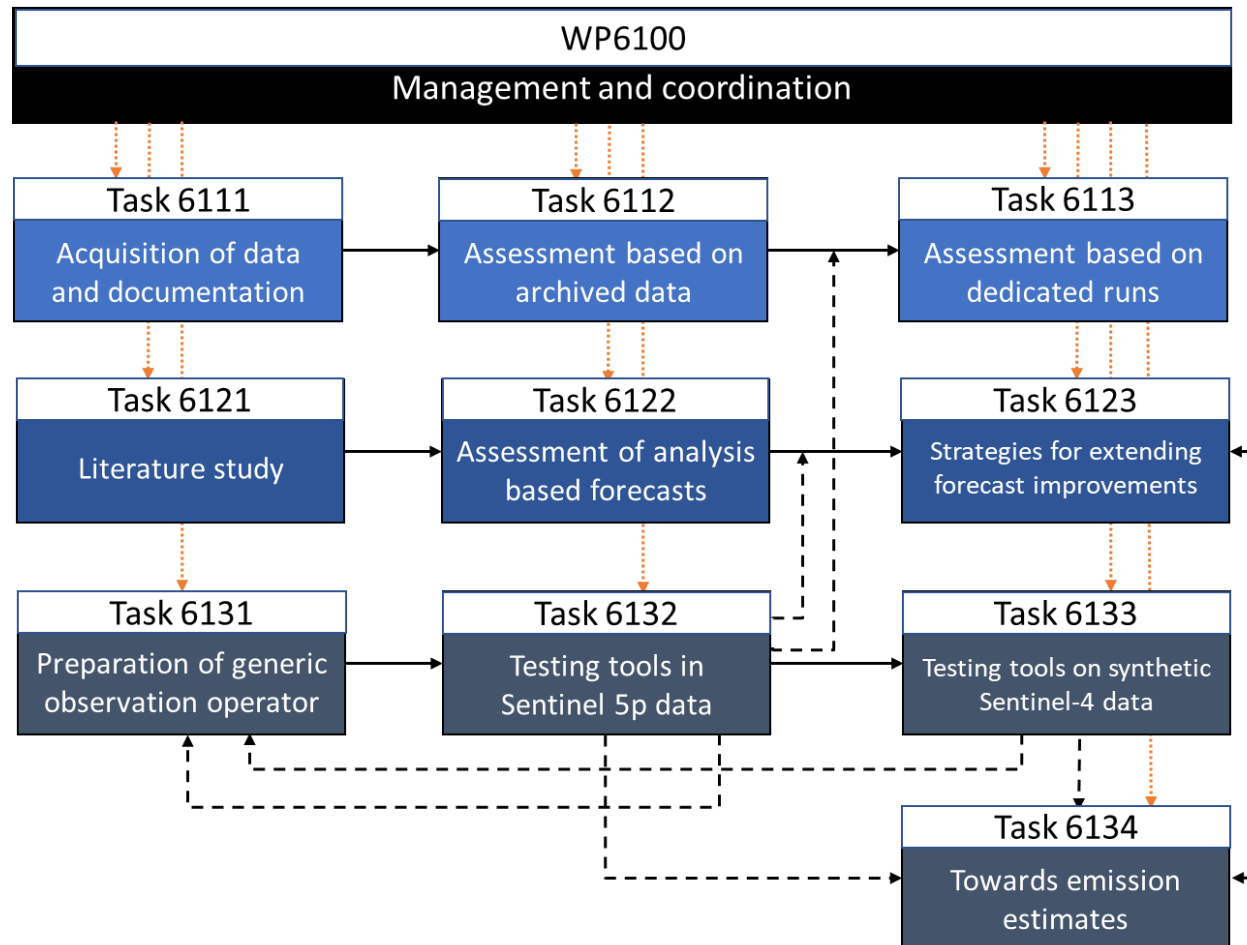 WP6100
Management and coordination
Task 6111
Acquisition of data
and documentation
Task 6112
Assessment based on
archived data
Task 6113
Assessment based on
dedicated runs
Task 6121
Literature study
Task 6122
Assessment of analysis
based forecasts
Task 6123
Strategies for extending
forecast improvements
Task 6131
Preparation of generic
observation operator
Task 6132
Testing tools in
Sentinel 5p data
Task 6133
Testing tools on synthetic
Sentinel-4 data
Task 6134
Towards emission
estimates